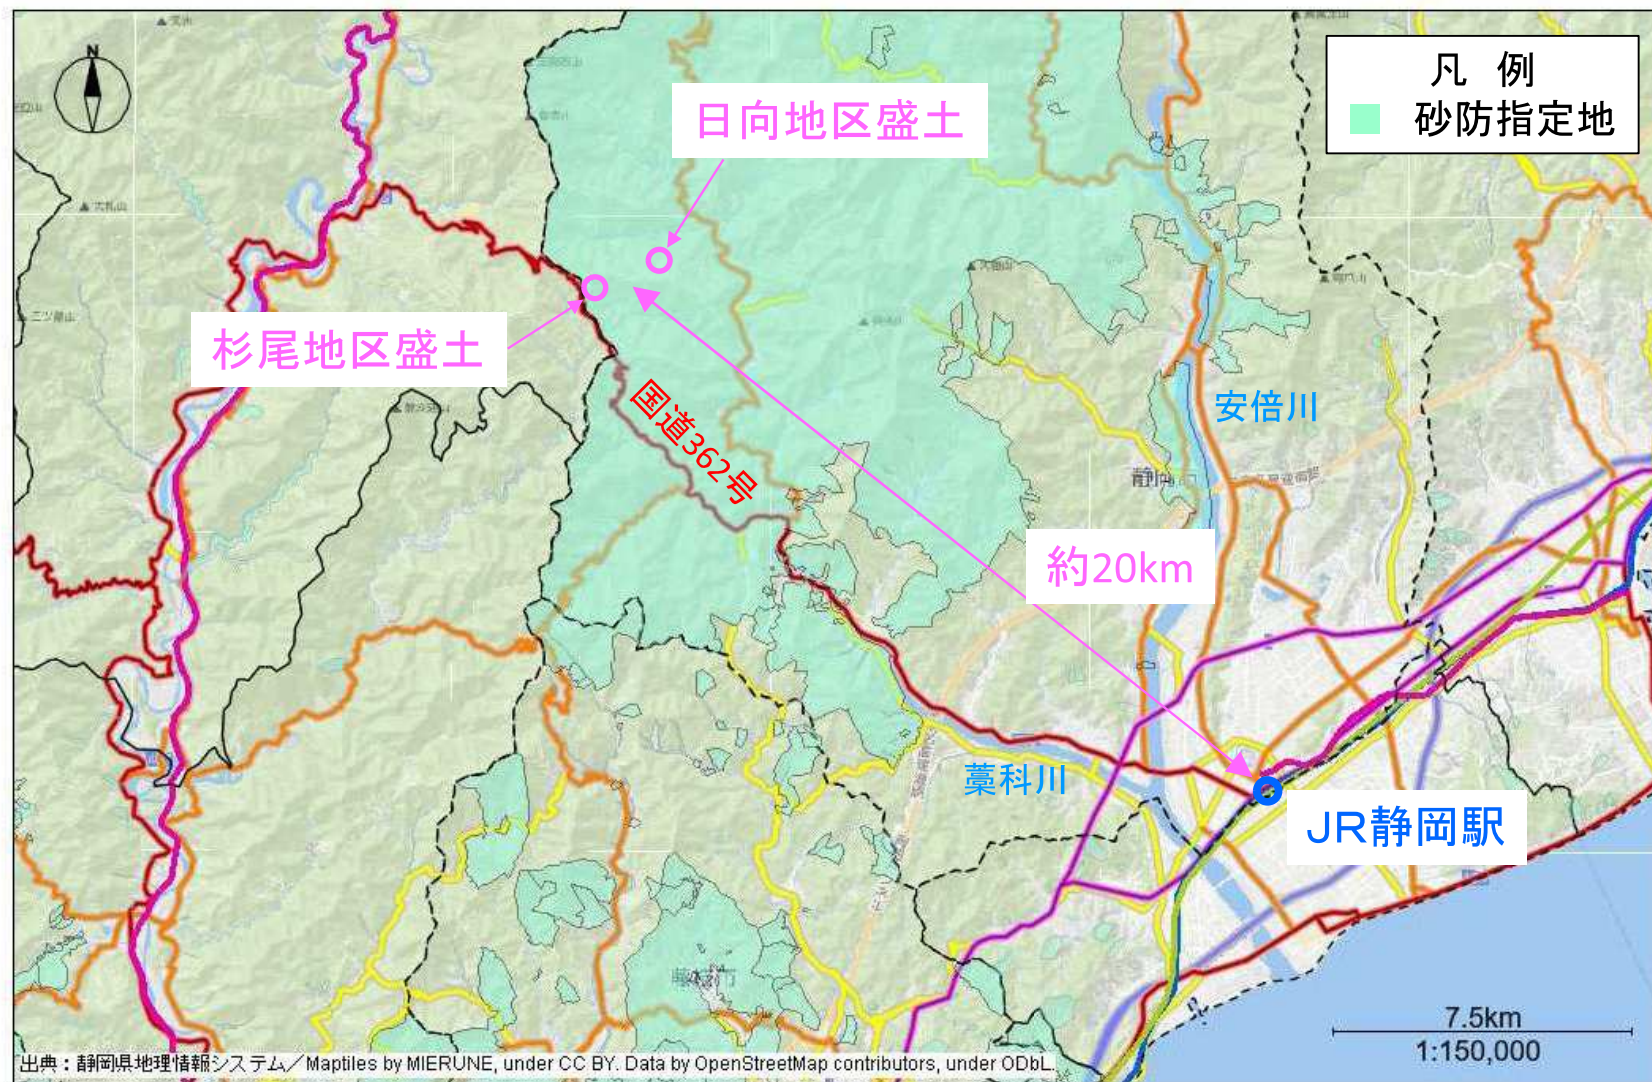 N
凡 例
砂防指定地
日向地区盛土
杉尾地区盛土
国道362号
安倍川
約20km
藁科川
JR静岡駅
7.5km
1:150,000
出典：静岡県地理情報システム／Maptiles by MIERUNE, under CC BY. Data by OpenStreetMap contributors, under ODbL.